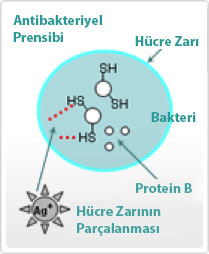 Antibakteriyel
Prensibi
Hücre Zarı
SH
HS
SH
Bakteri
HS
Protein B
Ag+
Hücre Zarının
Parçalanması